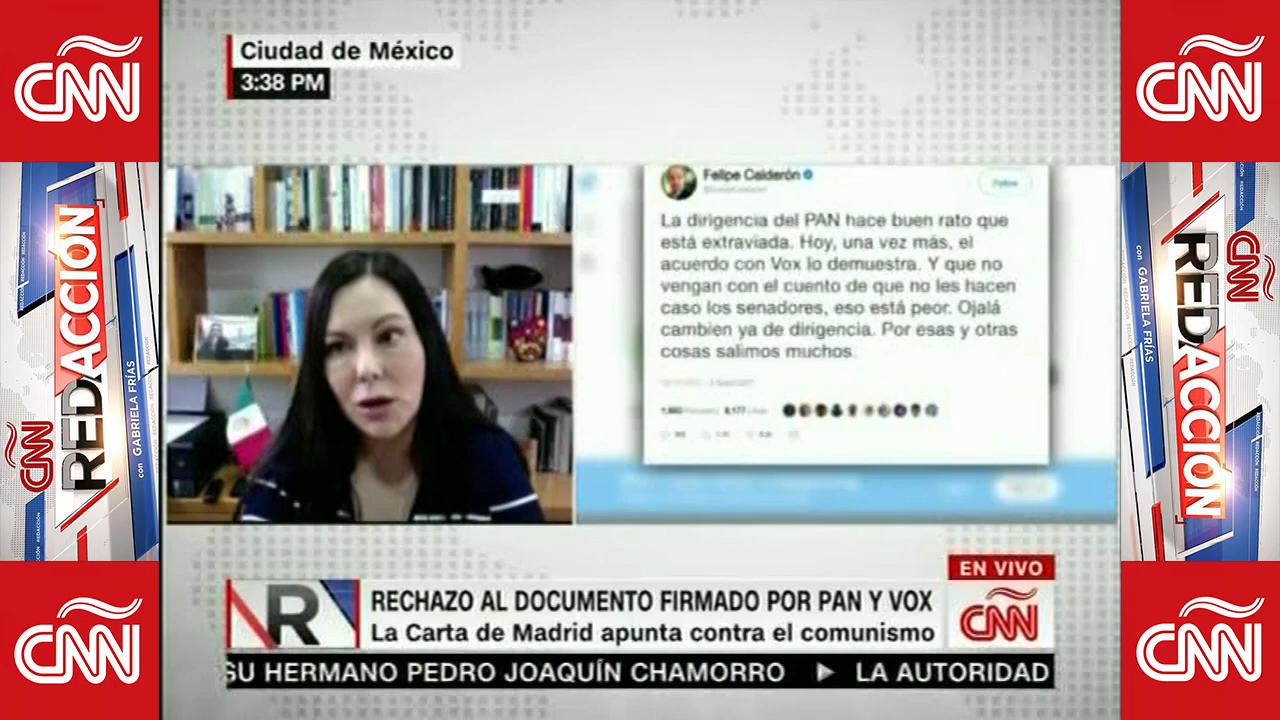 CNN
Ciudad de México
3:38 PM
CNN
REDACCIÓN
con GABRIELA FRÍAS
CNN
Felipe Calderón
Follow
La dirigencia del PAN hace buen rato que
está extraviada. Hoy, una vez más, el
acuerdo con Vox lo demuestra. Y que no
vengan con el cuento de que no les hacen
caso los senadores, eso está peor. Ojalá
cambien ya de dirigencia. Por esas y otras
cosas salimos muchos.
REDACCIÓN
con GABRIELA FRÍAS
CNN
EN VIVO
R
RECHAZO AL DOCUMENTO FIRMADO POR PAN Y VOX
La Carta de Madrid apunta contra el comunismo
CNN
SU HERMANO PEDRO JOAQUÍN CHAMORRO LA AUTORIDAD
CNN
CNN